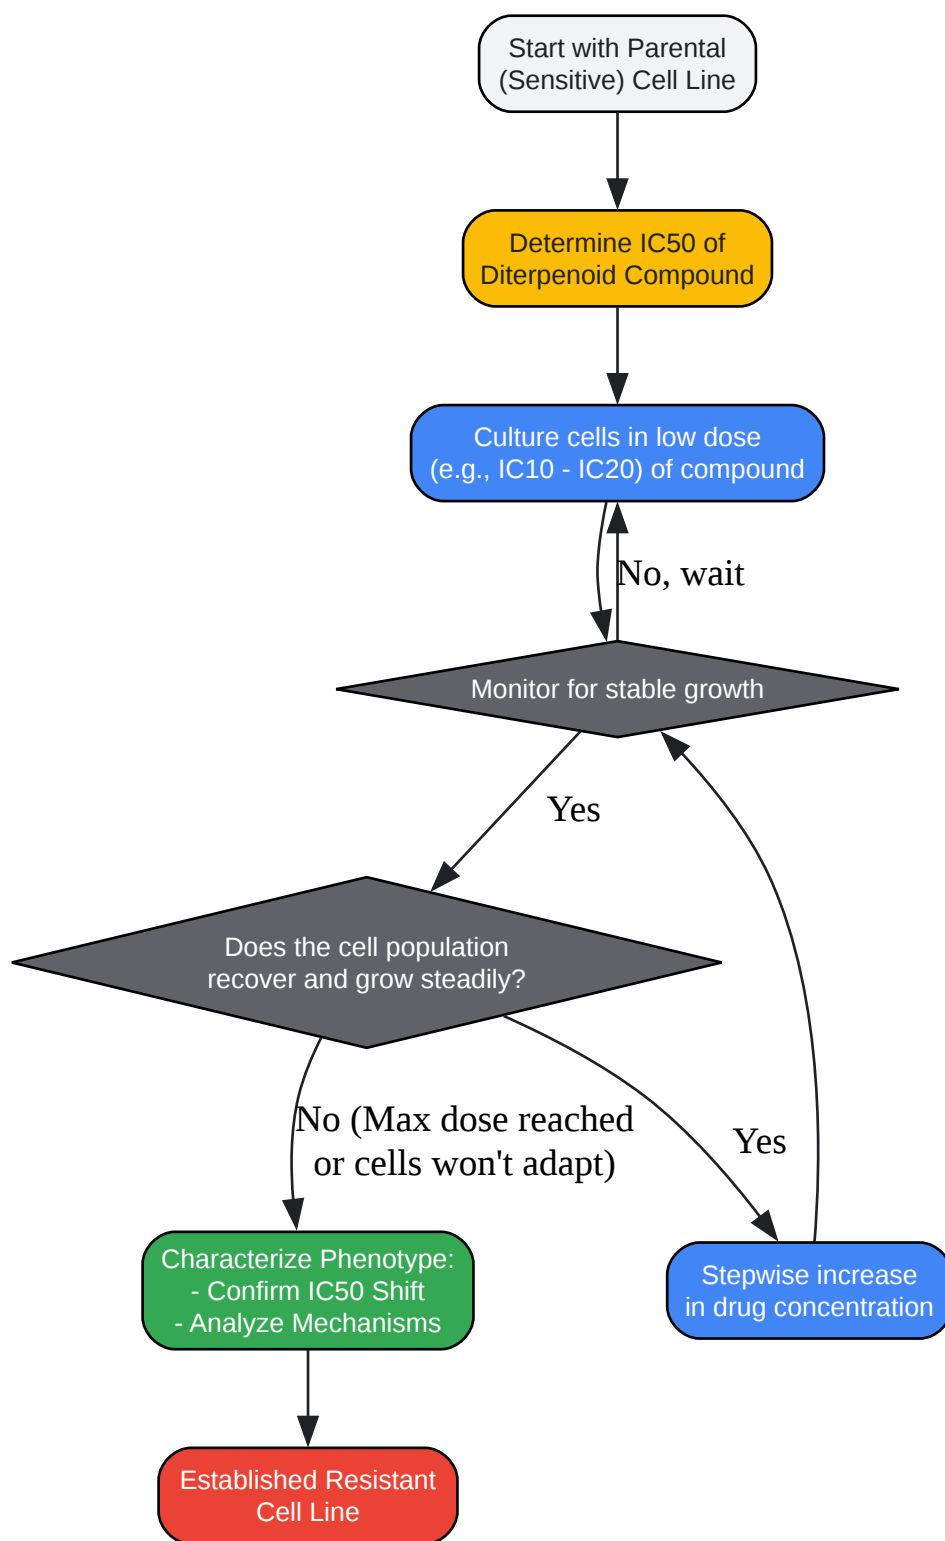 Start with Parental
(Sensitive) Cell Line
Determine IC50 of
Diterpenoid Compound
Culture cells in low dose
(e.g., IC10 - IC20) of compound
No, wait
Monitor for stable growth
Yes
Does the cell population
recover and grow steadily?
No (Max dose reached
or cells won't adapt)
Yes
Characterize Phenotype:
- Confirm IC50 Shift
- Analyze Mechanisms
Stepwise increase
in drug concentration
Established Resistant
Cell Line